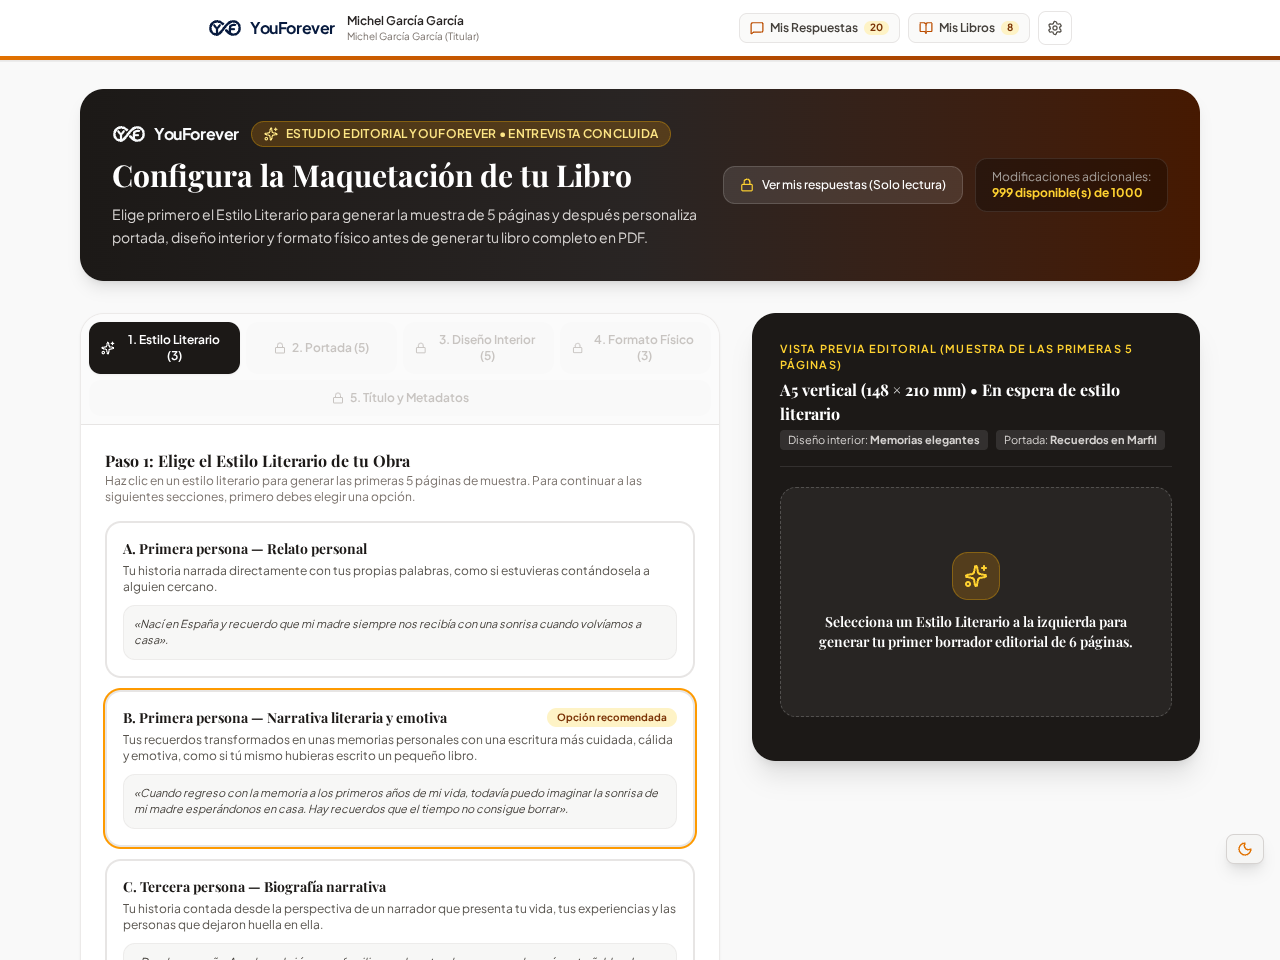 YouForever
Michel García García
Michel García García (Titular)
Mis Respuestas 20
Mis Libros 8
YouForever
ESTUDIO EDITORIAL YOUFOREVER • ENTREVISTA CONCLUIDA
Configura la Maquetación de tu Libro
Elige primero el Estilo Literario para generar la muestra de 5 páginas y después personaliza
portada, diseño interior y formato físico antes de generar tu libro completo en PDF.
Ver mis respuestas (Solo lectura)
Modificaciones adicionales:
999 disponible(s) de 1000
1. Estilo Literario
(3)
2. Portada (5)
3. Diseño Interior
(5)
4. Formato Físico
(3)
5. Título y Metadatos
Paso 1: Elige el Estilo Literario de tu Obra
Haz clic en un estilo literario para generar las primeras 5 páginas de muestra. Para continuar a las
siguientes secciones, primero debes elegir una opción.
A. Primera persona — Relato personal
Tu historia narrada directamente con tus propias palabras, como si estuvieras contándosela a
alguien cercano.
«Nací en España y recuerdo que mi madre siempre nos recibía con una sonrisa cuando volvíamos a
casa».
B. Primera persona — Narrativa literaria y emotiva
Opción recomendada
Tus recuerdos transformados en unas memorias personales con una escritura más cuidada, cálida
y emotiva, como si tú mismo hubieras escrito un pequeño libro.
«Cuando regreso con la memoria a los primeros años de mi vida, todavía puedo imaginar la sonrisa de
mi madre esperándonos en casa. Hay recuerdos que el tiempo no consigue borrar».
C. Tercera persona — Biografía narrativa
Tu historia contada desde la perspectiva de un narrador que presenta tu vida, tus experiencias y las
personas que dejaron huella en ella.
VISTA PREVIA EDITORIAL (MUESTRA DE LAS PRIMERAS 5
PÁGINAS)
A5 vertical (148 × 210 mm) • En espera de estilo
literario
Diseño interior: Memorias elegantes
Portada: Recuerdos en Marfil
Selecciona un Estilo Literario a la izquierda para
generar tu primer borrador editorial de 6 páginas.